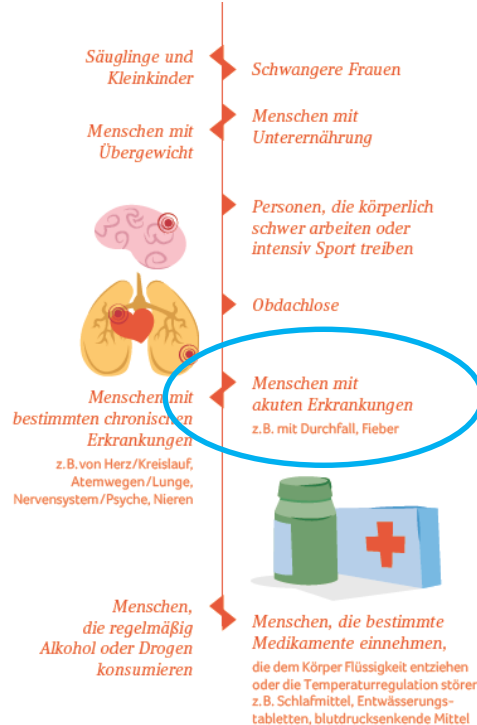 Säuglinge und
Kleinkinder
Schwangere Frauen
Menschen mit
Übergewicht
Menschen mit
Unterernährung
Personen, die körperlich
schwer arbeiten oder
intensiv Sport treiben
Obdachlose
Menschen mit
bestimmten chronischen
Erkrankungen
z.B. von Herz/Kreislauf,
Atemwegen/Lunge,
Nervensystem/Psyche, Nieren
Menschen mit
akuten Erkrankungen
z.B. mit Durchfall, Fieber
Menschen,
die regelmäßig
Alkohol oder Drogen
konsumieren
Menschen, die bestimmte
Medikamente einnehmen,
die dem Körper Flüssigkeit entziehen
oder die Temperaturregulation störer
z.B. Schlafmittel, Entwässerungs-
tabletten, blutdrucksenkende Mittel